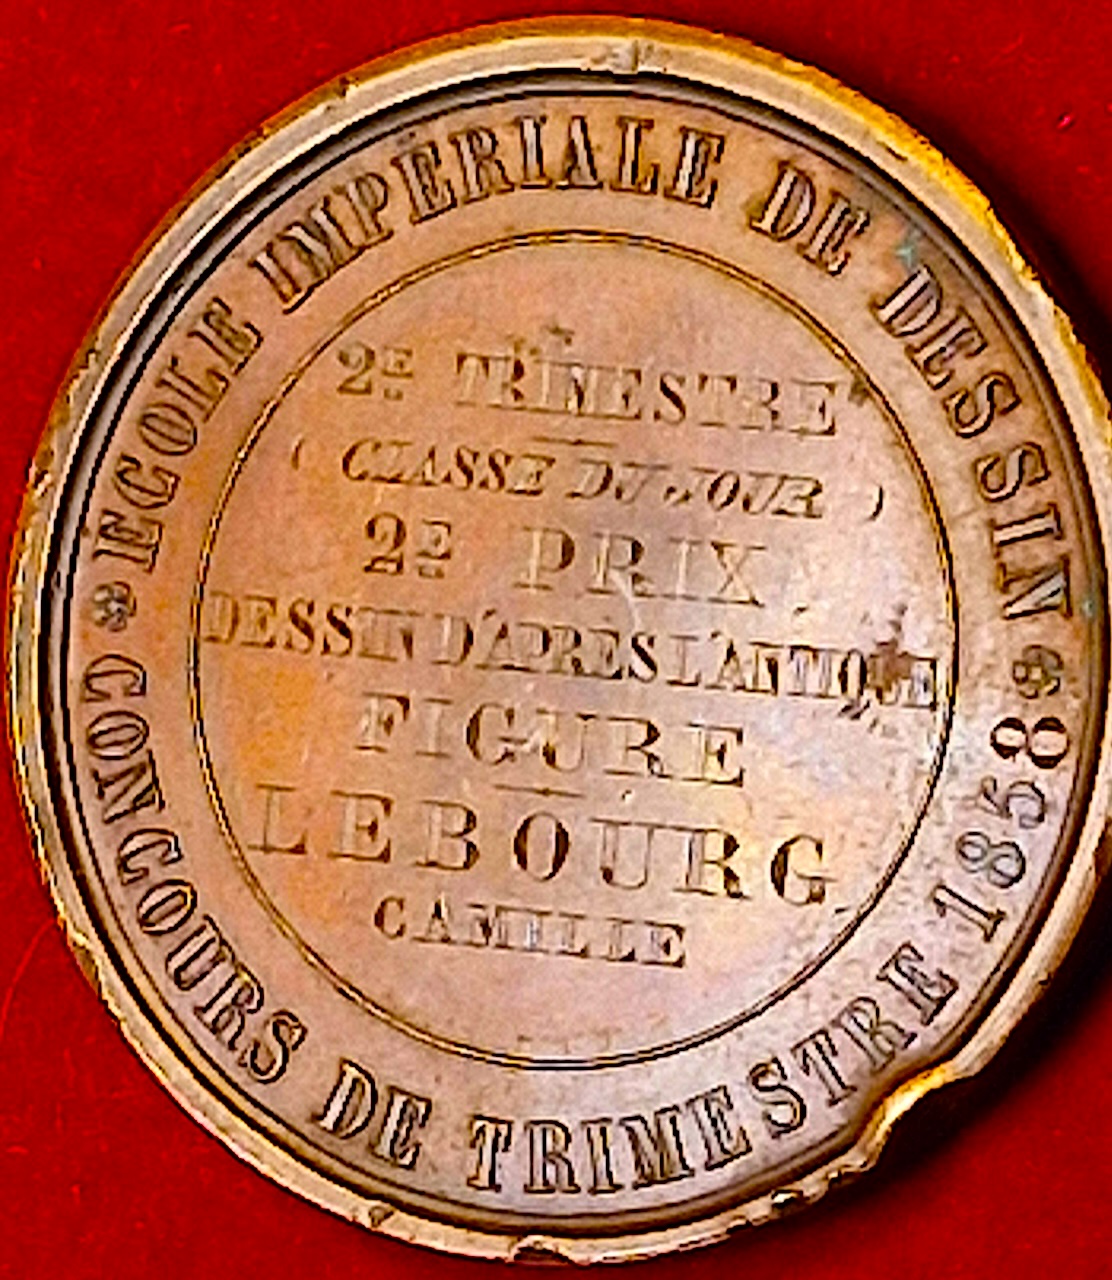 ÉCOLE IMPÉRIALE DE DESSIN
2E TRIMESTRE
( CLASSE DU JOUR )
2E PRIX
DESSIN D'APRÈS L'ANTIQUE
FIGURE
LEBOURG
CAMILLE
CONCOURS DE TRIMESTRE 1858